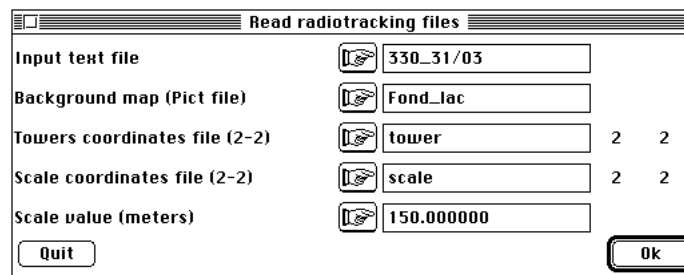 Read radiotracking files
Input text file 330_31/03
Background map (Pict file) Fond_lac
Towers coordinates file (2-2) tower 2 2
Scale coordinates file (2-2) scale 2 2
Scale value (meters) 150.000000
Quit Ok